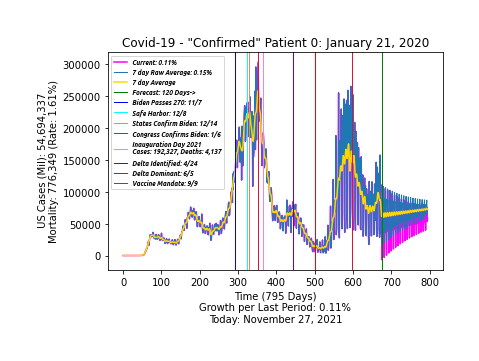 Covid-19 - "Confirmed" Patient 0: January 21, 2020
300000
250000
200000
150000
100000
50000
0
US Cases (Mil): 54,694,337
Mortality: 776,349 (Rate: 1.61%)
Current: 0.11%
7 day Raw Average: 0.15%
7 day Average
Forecast: 120 Days->
Biden Passes 270: 11/7
Safe Harbor: 12/8
States Confirm Biden: 12/14
Congress Confirms Biden: 1/6
Inauguration Day 2021
Cases: 192,327, Deaths: 4,137
Delta Identified: 4/24
Delta Dominant: 6/5
Vaccine Mandate: 9/9
0 100 200 300 400 500 600 700 800
Time (795 Days)
Growth per Last Period: 0.11%
Today: November 27, 2021